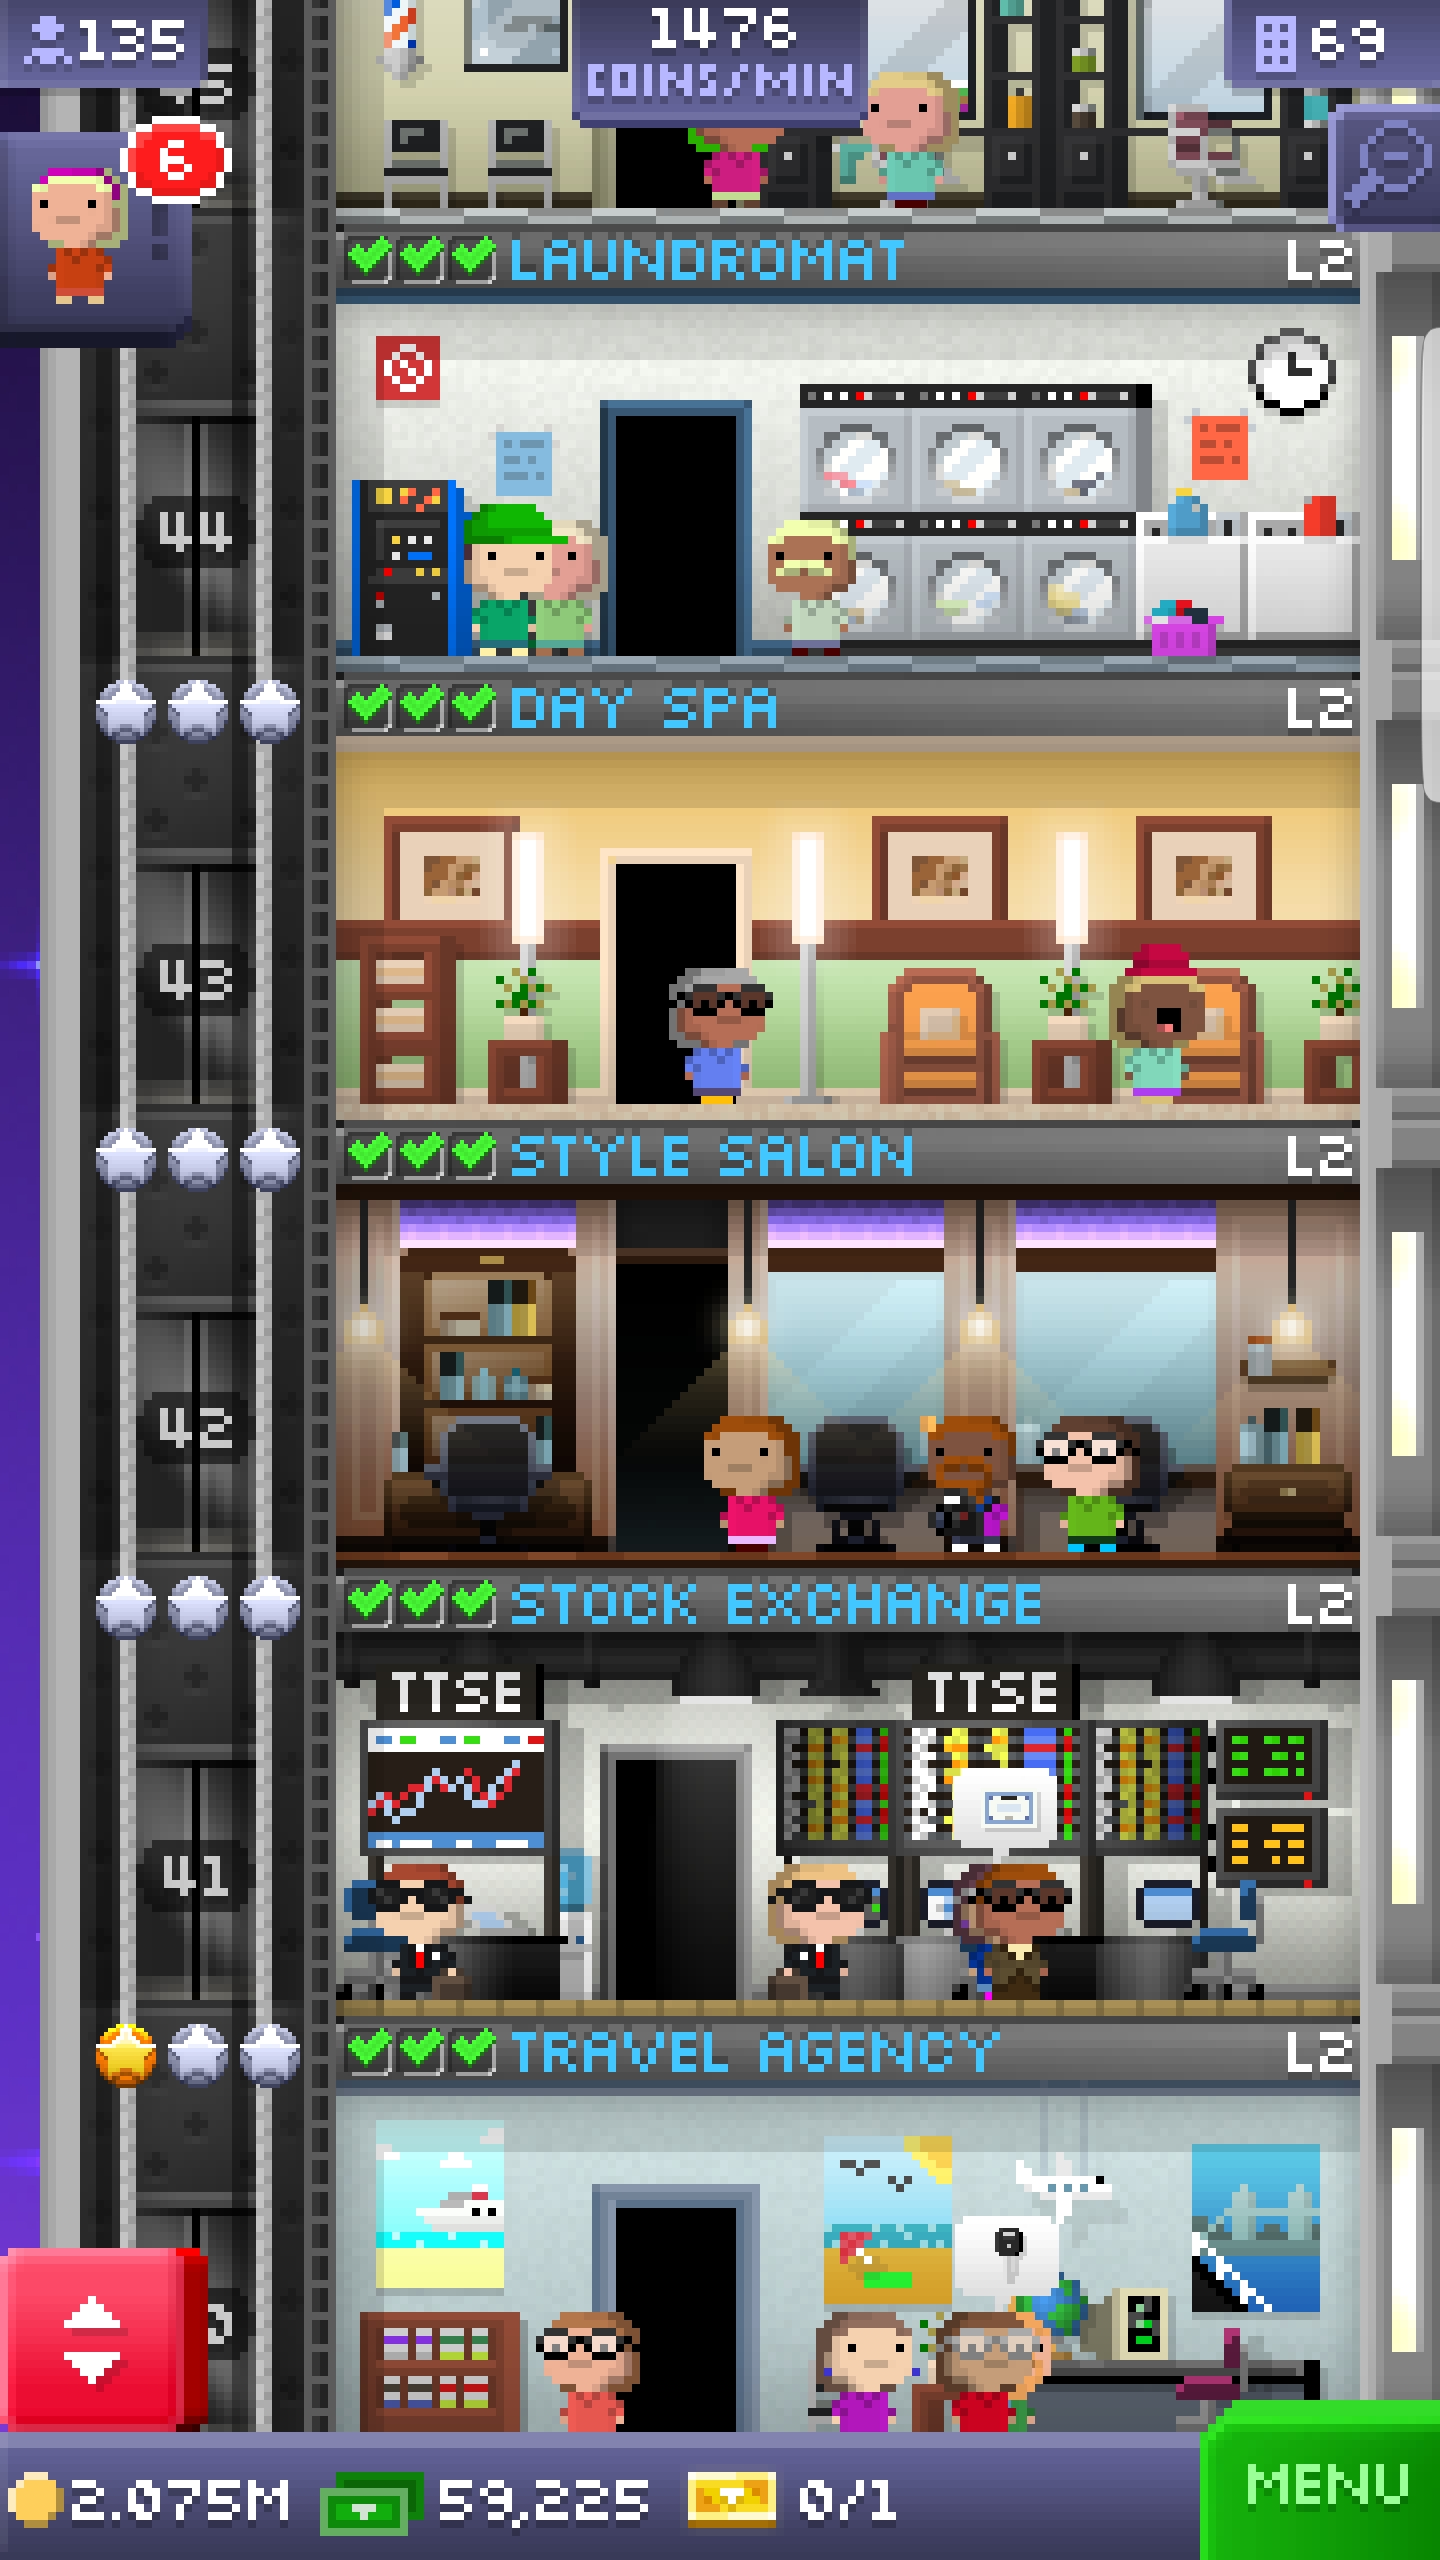 135
1476
COINS/MIN
69
6
LAUNDROMAT L2
44
DAY SPA L2
43
STYLE SALON L2
42
STOCK EXCHANGE L2
TTSE TTSE
41
TRAVEL AGENCY L2
2.075M 59,225 0/1
MENU